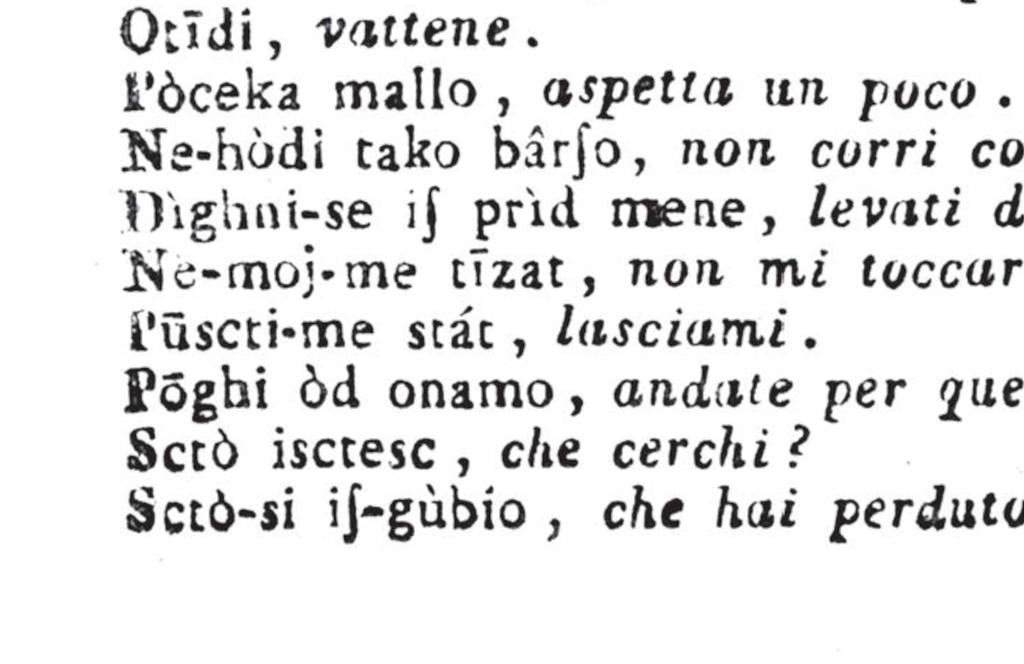 Otīdi, vattene.
Pòceka mallo, aspetta un poco.
Ne-hòdi tako bârſo, non corri co
Dìghni-se iſ prìd mene, levati d
Ne-moj-me tīzat, non mi toccar
Pūscti-me stát, lasciami.
Pōghi òd onamo, andate per que
Sctò isctesc, che cerchi?
Sctò-si iſ-gùbio, che hai perduto